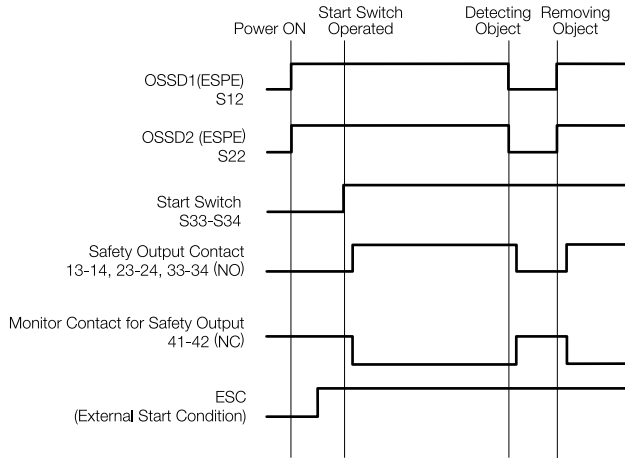 Power ON
Start Switch
Operated
Detecting
Object
Removing
Object
OSSD1(ESPE)
S12
OSSD2 (ESPE)
S22
Start Switch
S33-S34
Safety Output Contact
13-14, 23-24, 33-34 (NO)
Monitor Contact for Safety Output
41-42 (NC)
ESC
(External Start Condition)